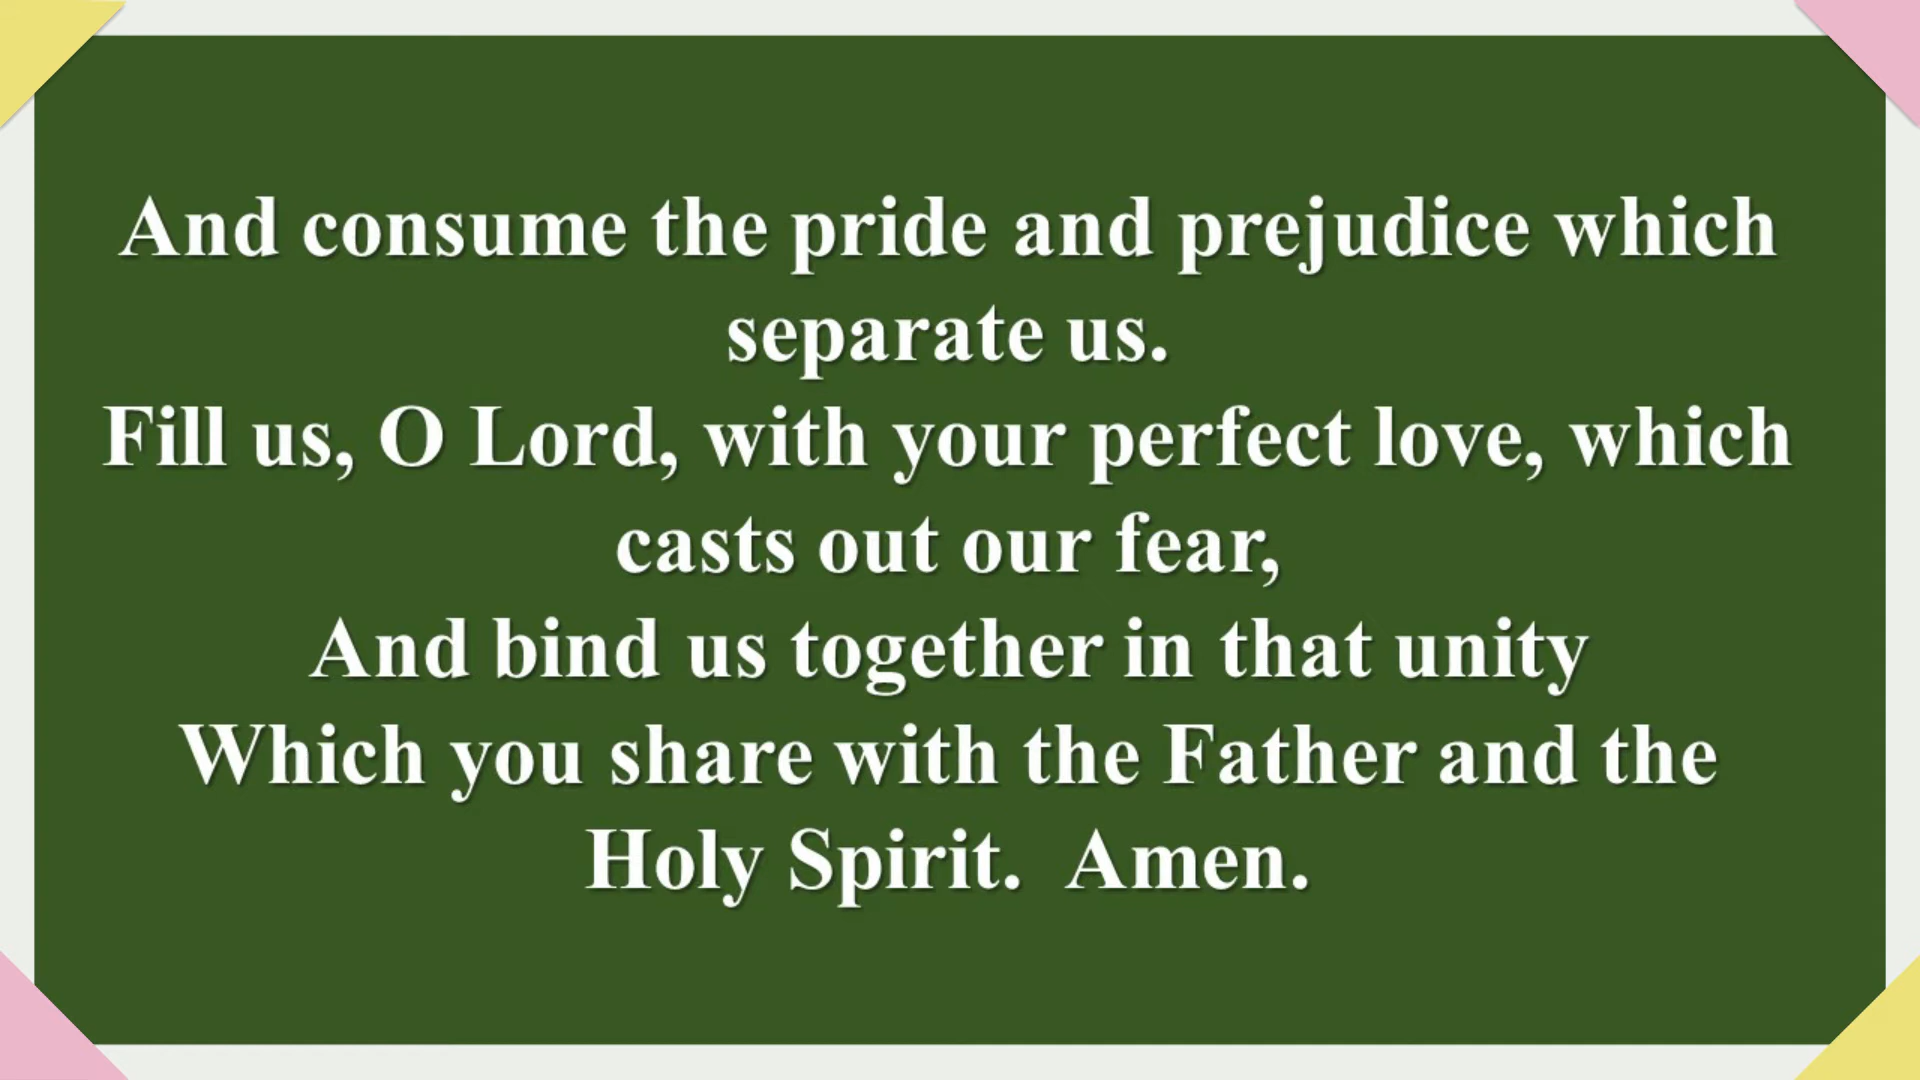 And consume the pride and prejudice which
separate us.
Fill us, O Lord, with your perfect love, which
casts out our fear,
And bind us together in that unity
Which you share with the Father and the
Holy Spirit.  Amen.